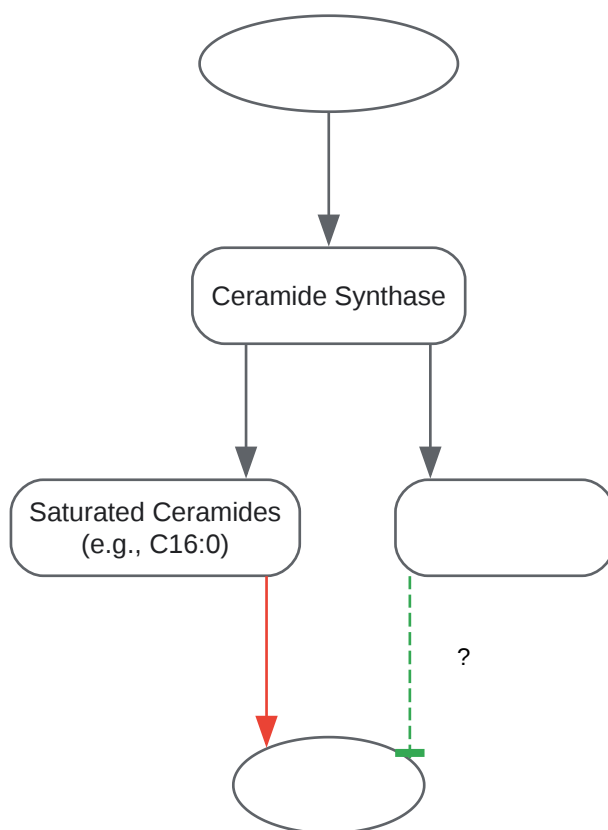 Ceramide Synthase
Saturated Ceramides
(e.g., C16:0)
?